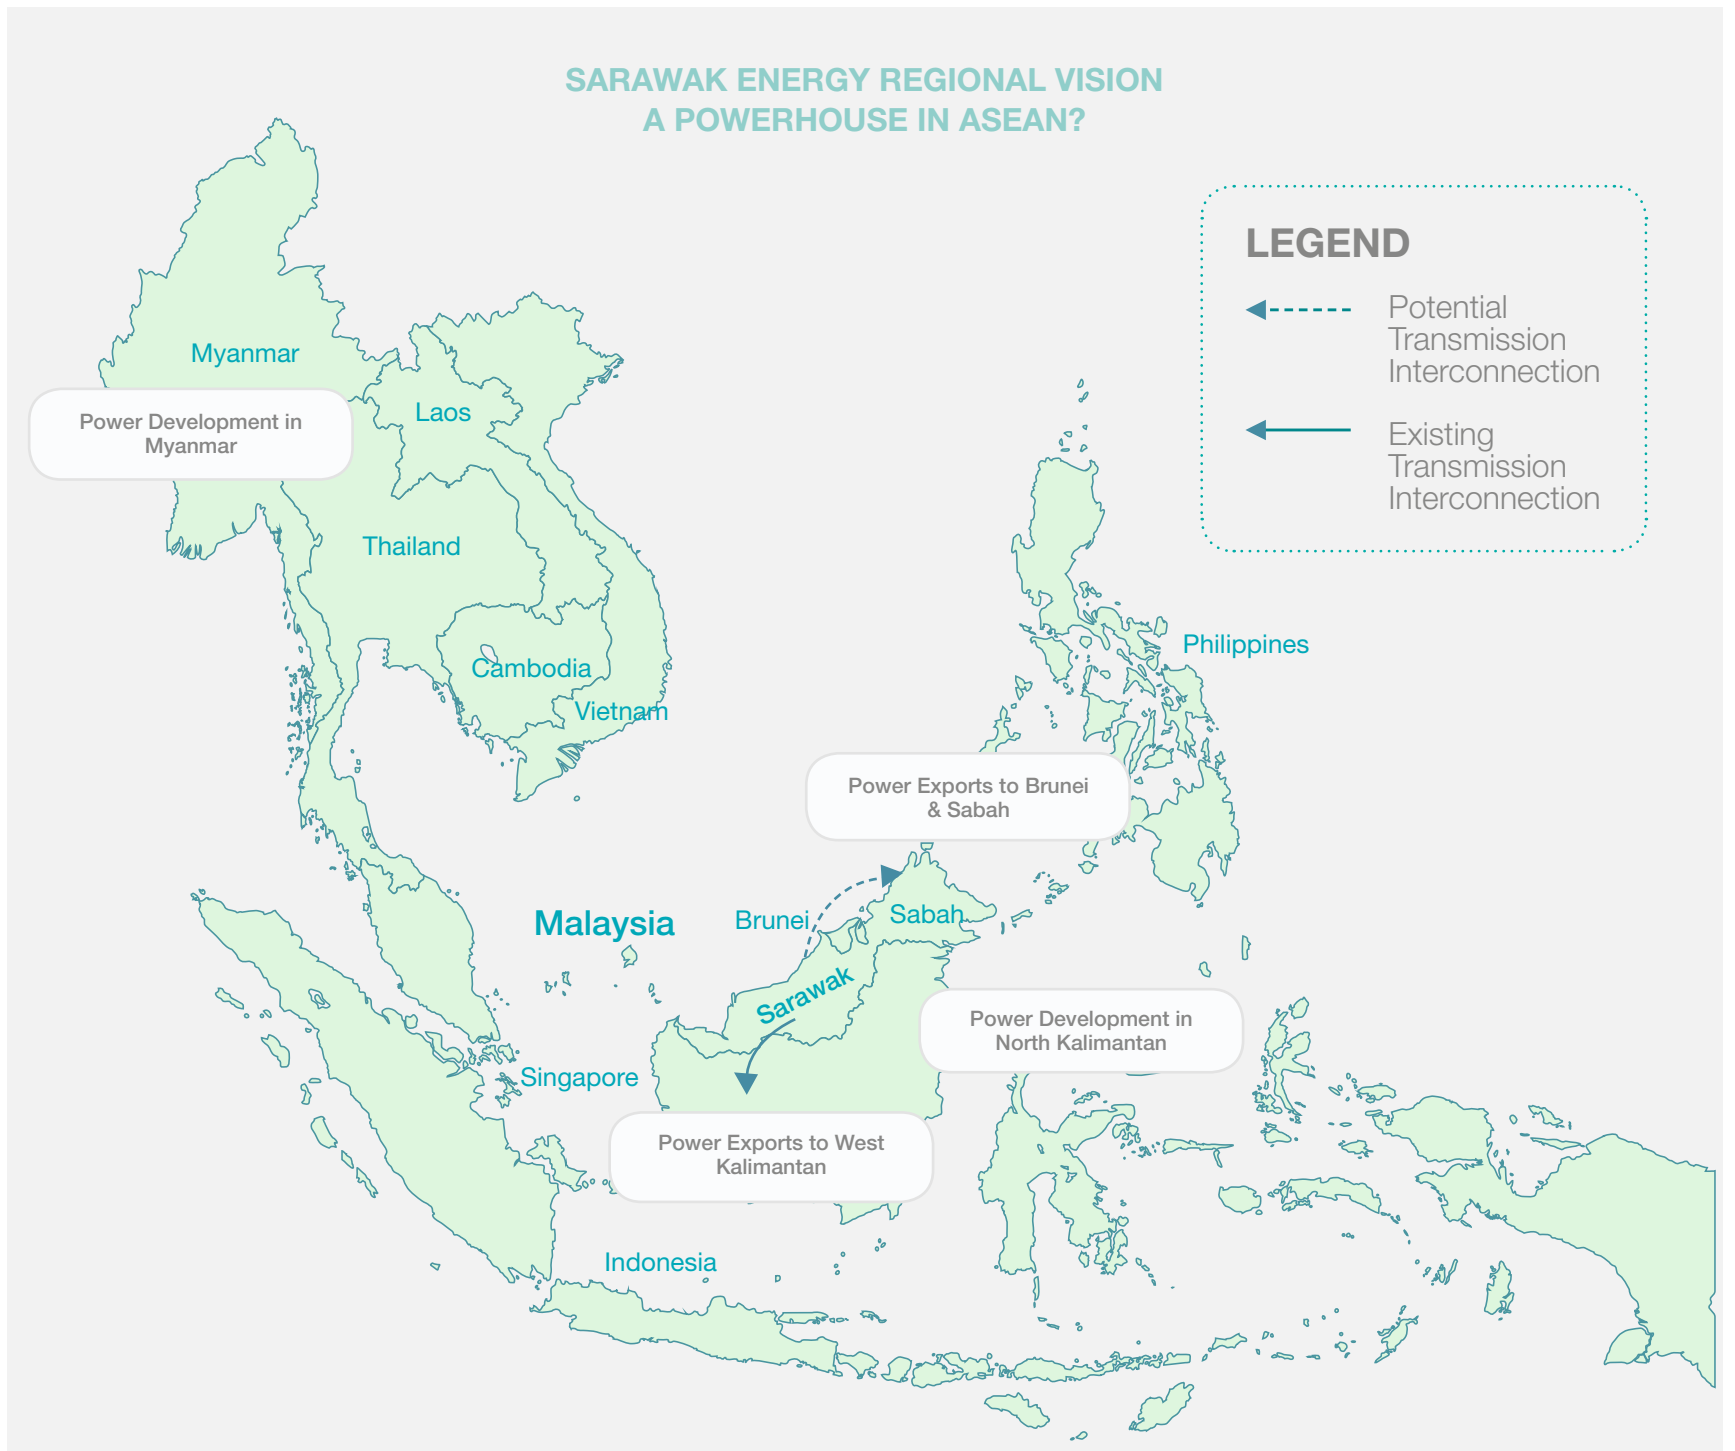 SARAWAK ENERGY REGIONAL VISION
A POWERHOUSE IN ASEAN?
LEGEND
Potential
Transmission
Interconnection
Existing
Transmission
Interconnection
Myanmar
Power Development in
Myanmar
Laos
Thailand
Cambodia
Vietnam
Philippines
Power Exports to Brunei
& Sabah
Malaysia
Brunei
Sabah
Sarawak
Power Development in
North Kalimantan
Singapore
Power Exports to West
Kalimantan
Indonesia